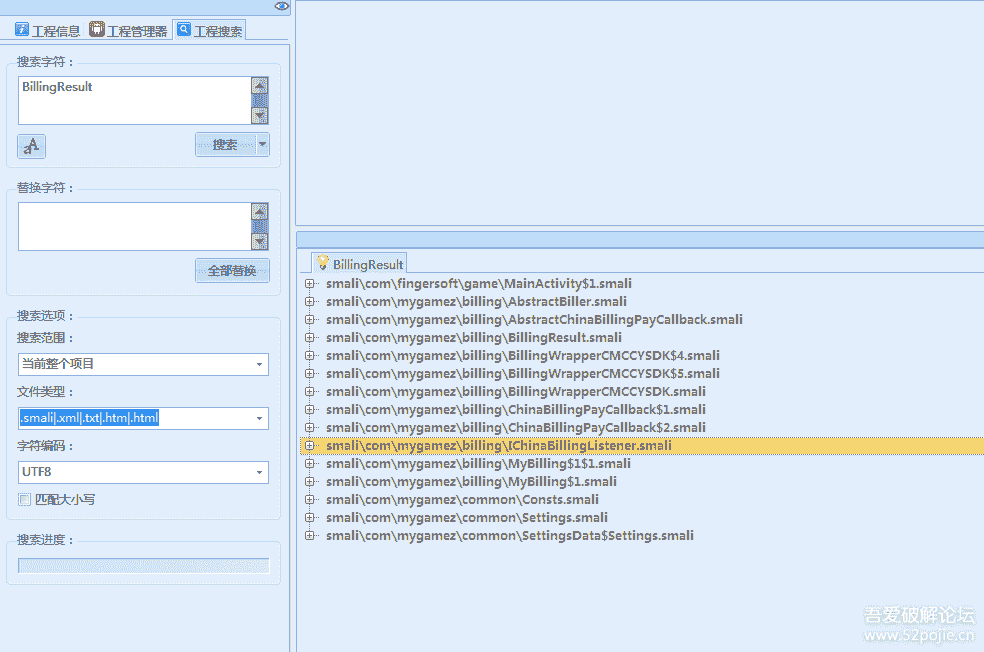 工程信息 工程管理器 工程搜索
搜索字符：
BillingResult
aA
搜索
替换字符：
全部替换
搜索选项：
搜索范围：
当前整个项目
文件类型：
.smali|.xml|.txt|.htm|.html
字符编码：
UTF8
匹配大小写
搜索进度：
BillingResult
smali\com\fingersoft\game\MainActivity$1.smali
smali\com\mygamez\billing\AbstractBiller.smali
smali\com\mygamez\billing\AbstractChinaBillingPayCallback.smali
smali\com\mygamez\billing\BillingResult.smali
smali\com\mygamez\billing\BillingWrapperCMCCYSDK$4.smali
smali\com\mygamez\billing\BillingWrapperCMCCYSDK$5.smali
smali\com\mygamez\billing\BillingWrapperCMCCYSDK.smali
smali\com\mygamez\billing\ChinaBillingPayCallback$1.smali
smali\com\mygamez\billing\ChinaBillingPayCallback$2.smali
smali\com\mygamez\billing\IChinaBillingListener.smali
smali\com\mygamez\billing\MyBilling$1$1.smali
smali\com\mygamez\billing\MyBilling$1.smali
smali\com\mygamez\common\Consts.smali
smali\com\mygamez\common\Settings.smali
smali\com\mygamez\common\SettingsData$Settings.smali
吾爱破解论坛
www.52pojie.cn